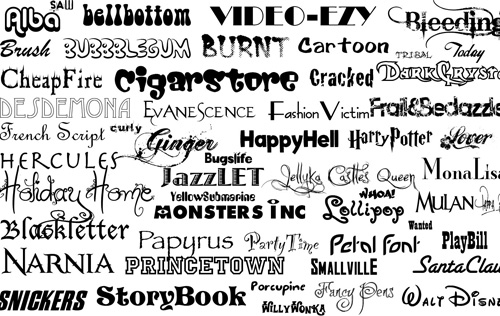 Alba SAW bellbottom VIDEO-EZY Bleeding
Brush BUBBLEGUM BURNT Cartoon TRIBAL Today
CheapFire CigarStore Cracked DarkCrystal
DESDEMONA EVANESCENCE Fashion Victim Frail&Bedazzled
French Script curly Ginger HappyHell HarryPotter Lover
HERCULES Bugslife MonaLisa
Holiday Home JAZZLET Jellyka Castles Queen
YellowSubmarine WHOA! MULAN
MONSTERS INC Lollipop
Blackletter Wanted
Papyrus PartyTime Petal Font PlayBill
NARNIA PRINCETOWN SMALLVILLE SantaClau
SNICKERS StoryBook Porcupine Fancy Pens WALT DISNEY
WillyWonka